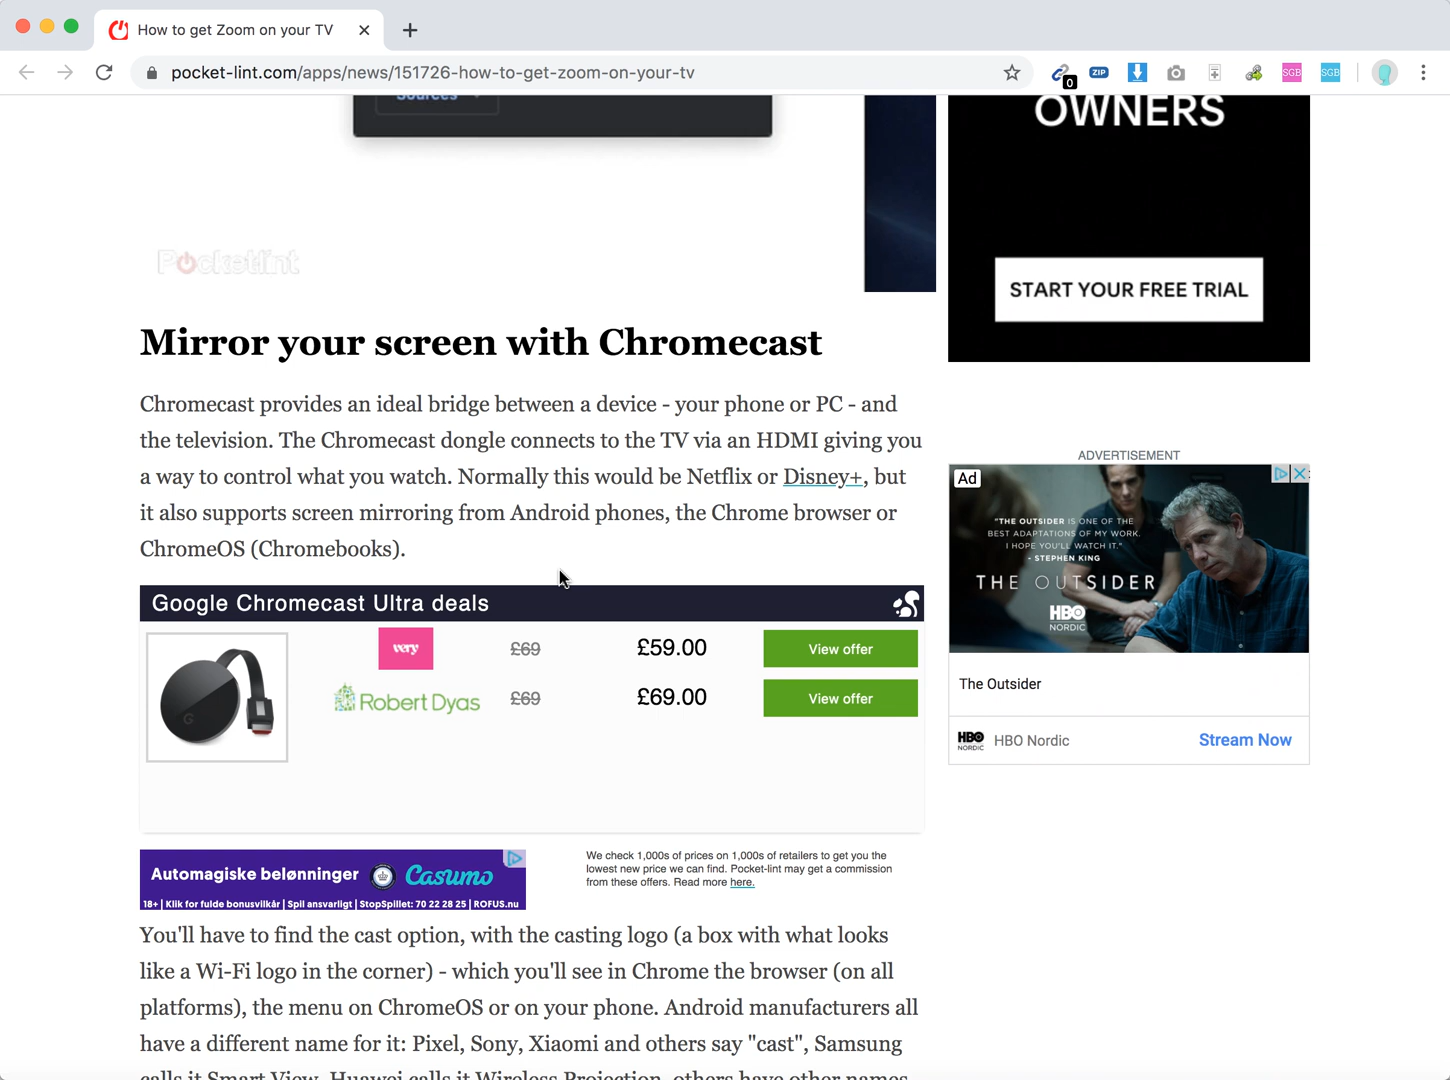 How to get Zoom on your TV
pocket-lint.com/apps/news/151726-how-to-get-zoom-on-your-tv
0
ZIP
SGB
SGB
Sources
Pocketlint
OWNERS
START YOUR FREE TRIAL
Mirror your screen with Chromecast
Chromecast provides an ideal bridge between a device - your phone or PC - and
the television. The Chromecast dongle connects to the TV via an HDMI giving you
a way to control what you watch. Normally this would be Netflix or Disney+, but
it also supports screen mirroring from Android phones, the Chrome browser or
ChromeOS (Chromebooks).
Google Chromecast Ultra deals
very £69 £59.00 View offer
Robert Dyas £69 £69.00 View offer
G
ADVERTISEMENT
Ad
"THE OUTSIDER IS ONE OF THE
BEST ADAPTATIONS OF MY WORK.
I HOPE YOU'LL WATCH IT."
- STEPHEN KING
THE OUTSIDER
HBO
NORDIC
The Outsider
HBO
NORDIC
HBO Nordic
Stream Now
Automagiske belønninger
Casumo
18+ | Klik for fulde bonusvilkår | Spil ansvarligt | StopSpillet: 70 22 28 25 | ROFUS.nu
We check 1,000s of prices on 1,000s of retailers to get you the
lowest new price we can find. Pocket-lint may get a commission
from these offers. Read more here.
You'll have to find the cast option, with the casting logo (a box with what looks
like a Wi-Fi logo in the corner) - which you'll see in Chrome the browser (on all
platforms), the menu on ChromeOS or on your phone. Android manufacturers all
have a different name for it: Pixel, Sony, Xiaomi and others say "cast", Samsung
calls it Smart View, Huawei calls it Wireless Projection, others have other names